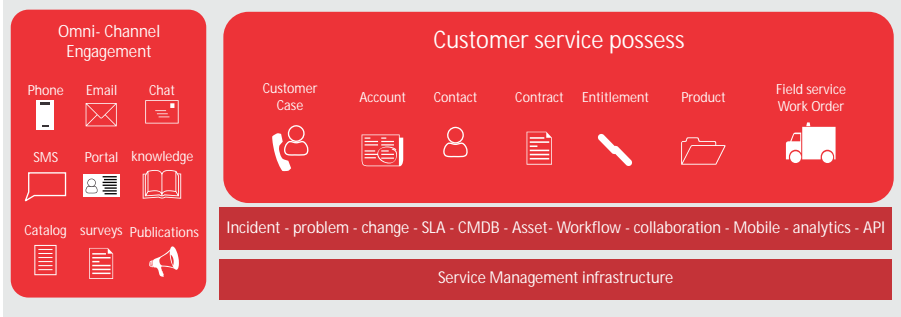 Omni- Channel
Engagement
Phone Email Chat
SMS Portal knowledge
Catalog surveys Publications
Customer service possess
Customer
Case
Account
Contact
Contract
Entitlement
Product
Field service
Work Order
Incident - problem - change - SLA - CMDB - Asset- Workflow - collaboration - Mobile - analytics - API
Service Management infrastructure